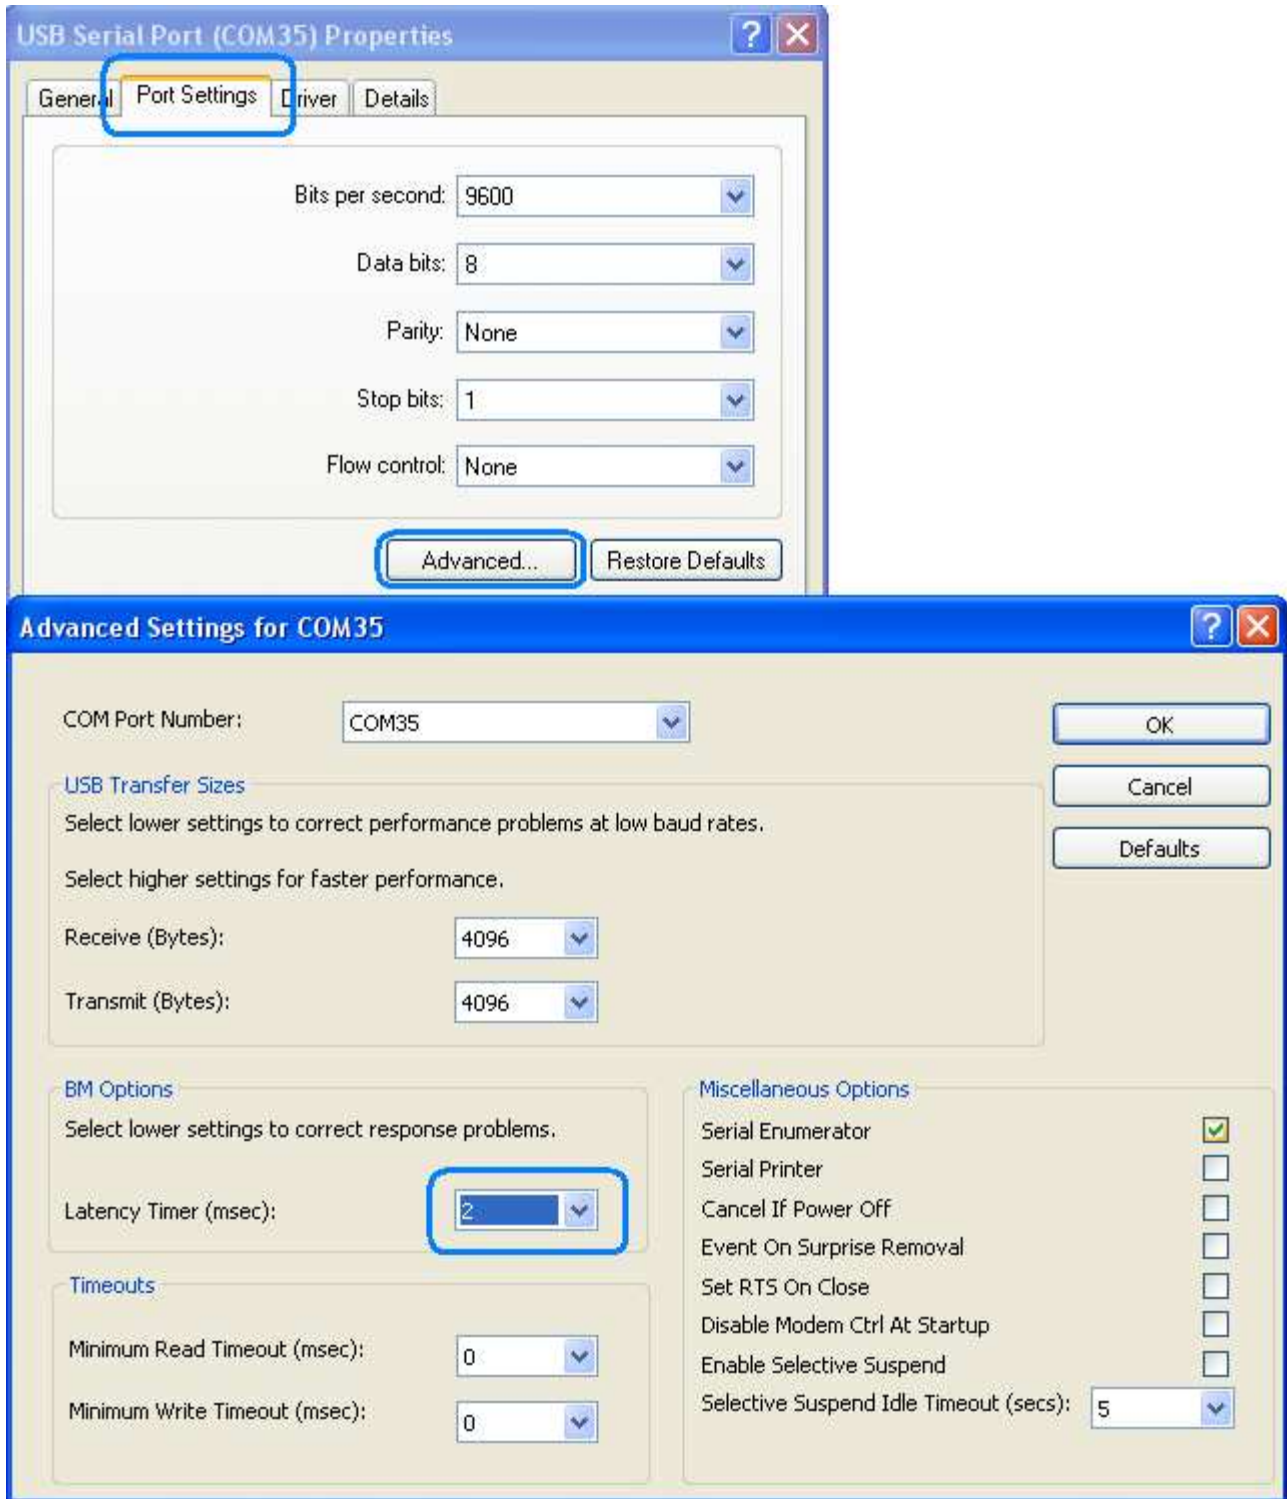 USB Serial Port (COM35) Properties
General Port Settings Driver Details
Bits per second: 9600
Data bits: 8
Parity: None
Stop bits: 1
Flow control: None
Advanced... Restore Defaults
Advanced Settings for COM35
COM Port Number: COM35 OK
USB Transfer Sizes Cancel
Select lower settings to correct performance problems at low baud rates.
Defaults
Select higher settings for faster performance.
Receive (Bytes): 4096
Transmit (Bytes): 4096
BM Options
Select lower settings to correct response problems.
Latency Timer (msec): 2
Timeouts
Minimum Read Timeout (msec): 0
Minimum Write Timeout (msec): 0
Miscellaneous Options
Serial Enumerator
Serial Printer
Cancel If Power Off
Event On Surprise Removal
Set RTS On Close
Disable Modem Ctrl At Startup
Enable Selective Suspend
Selective Suspend Idle Timeout (secs): 5